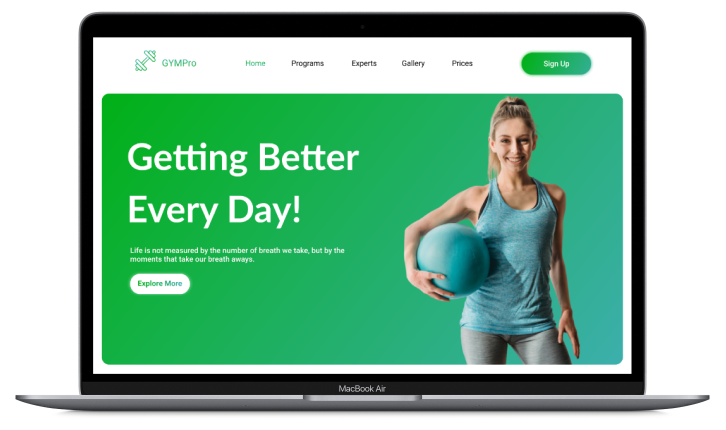 GYMPro
Home
Programs
Experts
Gallery
Prices
Sign Up
Getting Better
Every Day!
Life is not measured by the number of breath we take, but by the
moments that take our breath aways.
Explore More
MacBook Air